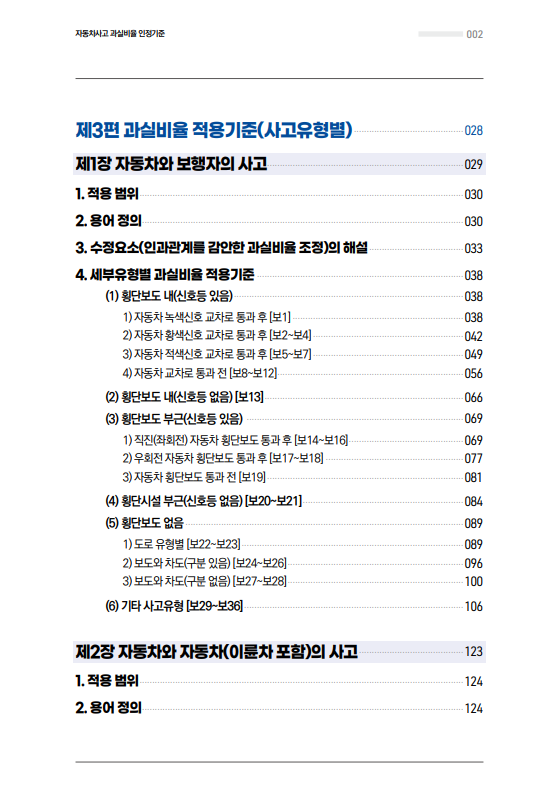 자동차사고 과실비율 인정기준 002
제3편 과실비율 적용기준(사고유형별) 028
제1장 자동차와 보행자의 사고 029
1. 적용 범위 030
2. 용어 정의 030
3. 수정요소(인과관계를 감안한 과실비율 조정)의 해설 033
4. 세부유형별 과실비율 적용기준 038
(1) 횡단보도 내(신호등 있음) 038
1) 자동차 녹색신호 교차로 통과 후 [보1] 038
2) 자동차 황색신호 교차로 통과 후 [보2~보4] 042
3) 자동차 적색신호 교차로 통과 후 [보5~보7] 049
4) 자동차 교차로 통과 전 [보8~보12] 056
(2) 횡단보도 내(신호등 없음) [보13] 066
(3) 횡단보도 부근(신호등 있음) 069
1) 직진(좌회전) 자동차 횡단보도 통과 후 [보14~보16] 069
2) 우회전 자동차 횡단보도 통과 후 [보17~보18] 077
3) 자동차 횡단보도 통과 전 [보19] 081
(4) 횡단시설 부근(신호등 없음) [보20~보21] 084
(5) 횡단보도 없음 089
1) 도로 유형별 [보22~보23] 089
2) 보도와 차도(구분 있음) [보24~보26] 096
3) 보도와 차도(구분 없음) [보27~보28] 100
(6) 기타 사고유형 [보29~보36] 106
제2장 자동차와 자동차(이륜차 포함)의 사고 123
1. 적용 범위 124
2. 용어 정의 124